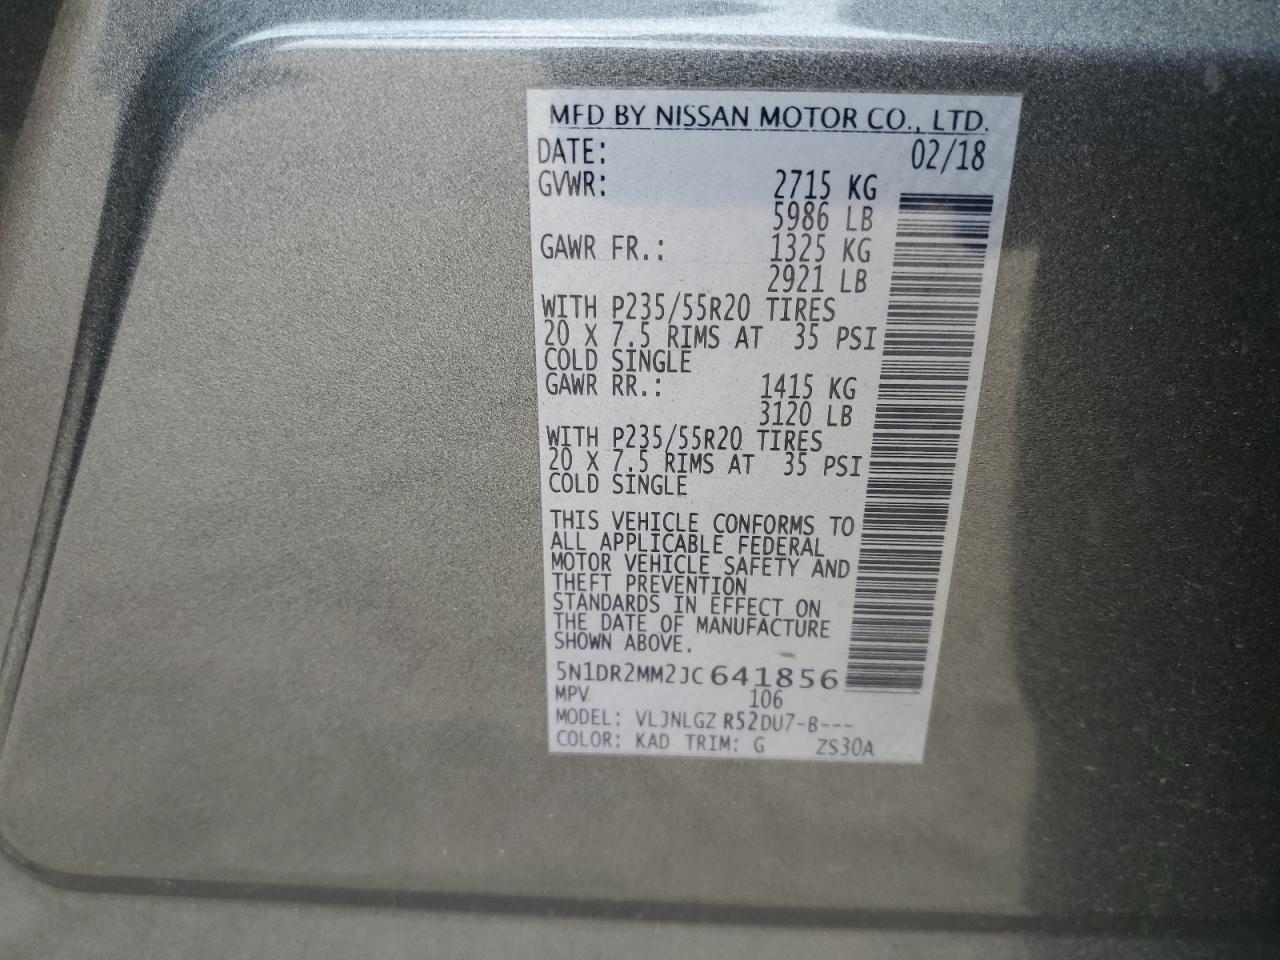 MFD BY NISSAN MOTOR CO., LTD.
DATE: 02/18
GVWR: 2715 KG
5986 LB
GAWR FR.: 1325 KG
2921 LB
WITH P235/55R20 TIRES
20 X 7.5 RIMS AT 35 PSI
COLD SINGLE
GAWR RR.: 1415 KG
3120 LB
WITH P235/55R20 TIRES
20 X 7.5 RIMS AT 35 PSI
COLD SINGLE
THIS VEHICLE CONFORMS TO
ALL APPLICABLE FEDERAL
MOTOR VEHICLE SAFETY AND
THEFT PREVENTION
STANDARDS IN EFFECT ON
THE DATE OF MANUFACTURE
SHOWN ABOVE.
5N1DR2MM2JC641856
MPV 106
MODEL: VLJNLGZ R52DU7-B---
COLOR: KAD TRIM: G ZS30A